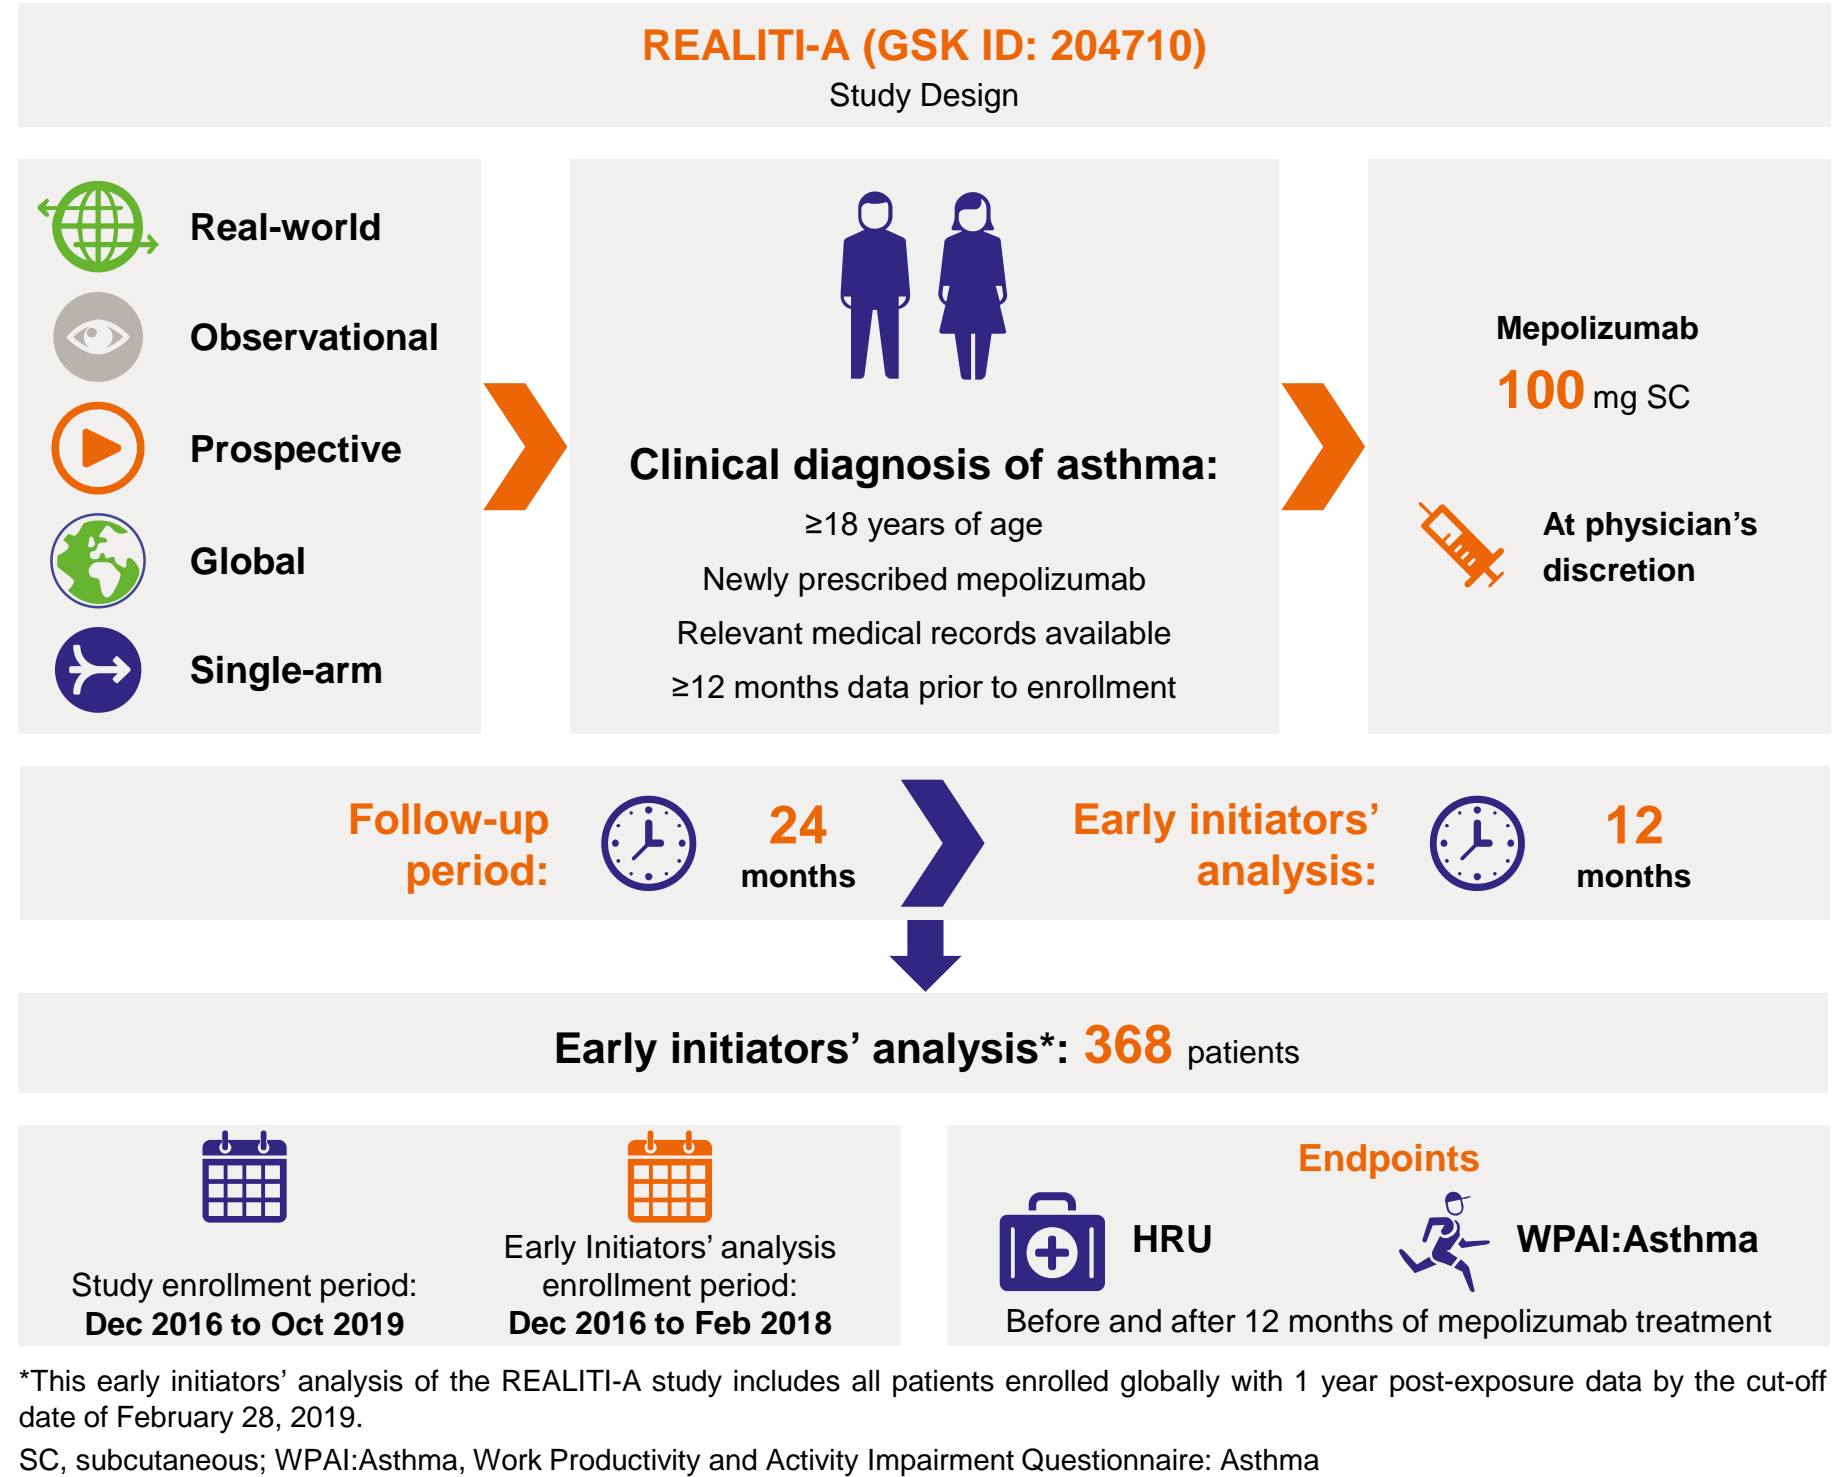 REALITI-A (GSK ID: 204710)
Study Design
Real-world
Observational
Prospective
Global
Single-arm
Clinical diagnosis of asthma:
≥18 years of age
Newly prescribed mepolizumab
Relevant medical records available
≥12 months data prior to enrollment
Mepolizumab
100 mg SC
At physician’s
discretion
Follow-up
period:
24
months
Early initiators’
analysis:
12
months
Early initiators’ analysis*: 368 patients
Study enrollment period:
Dec 2016 to Oct 2019
Early Initiators’ analysis
enrollment period:
Dec 2016 to Feb 2018
Endpoints
HRU
WPAI:Asthma
Before and after 12 months of mepolizumab treatment
*This early initiators’ analysis of the REALITI-A study includes all patients enrolled globally with 1 year post-exposure data by the cut-off
date of February 28, 2019.
SC, subcutaneous; WPAI:Asthma, Work Productivity and Activity Impairment Questionnaire: Asthma